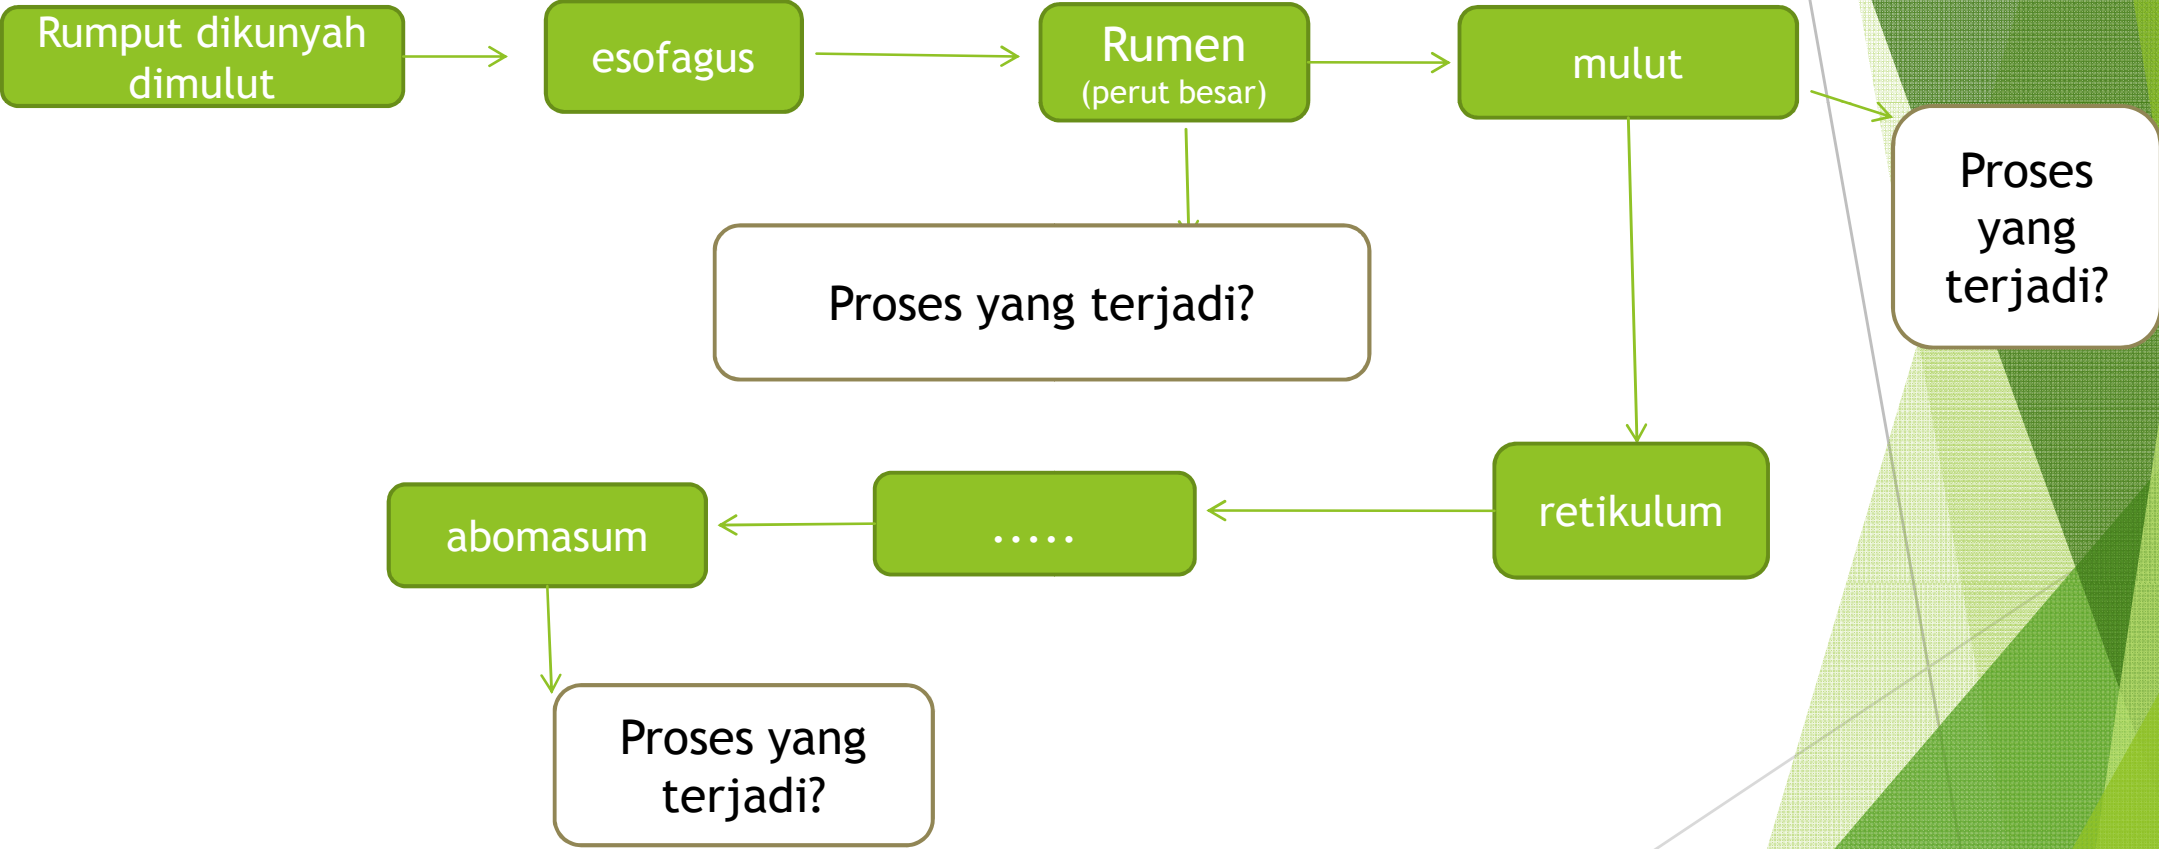 Rumput dikunyah
dimulut
esofagus
Rumen
(perut besar)
mulut
Proses
yang
terjadi?
Proses yang terjadi?
retikulum
.....
abomasum
Proses yang
terjadi?